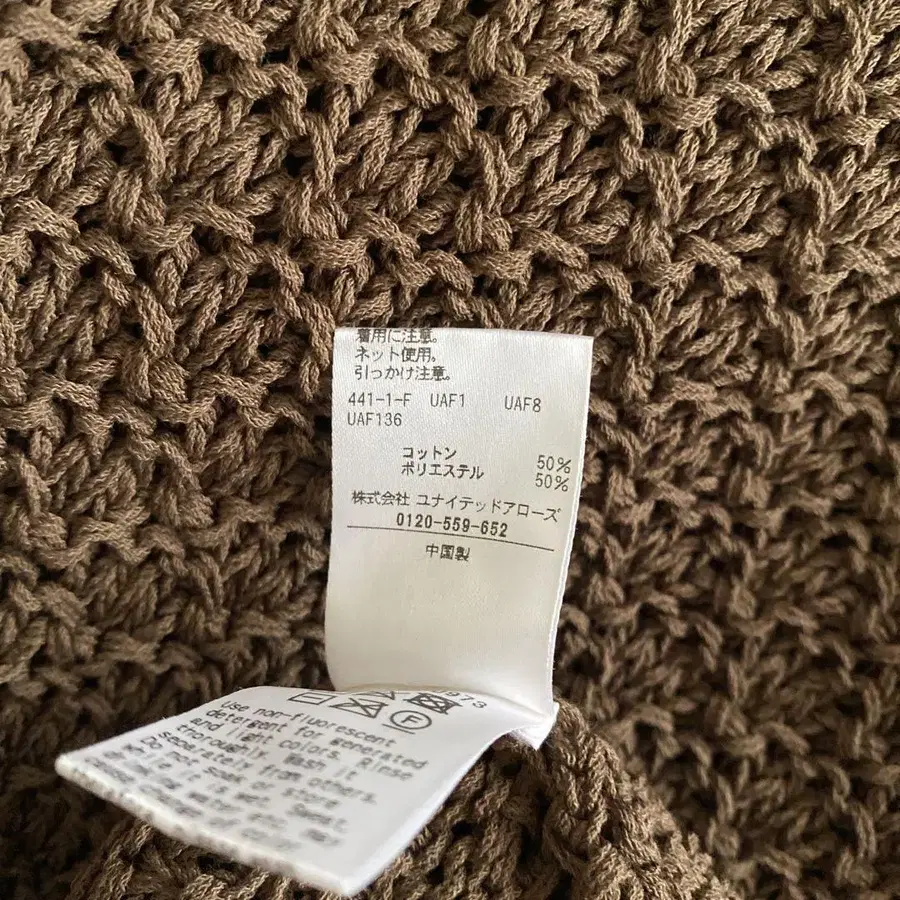 着用に注意。
ネット使用。
引っかけ注意。
441-1-F UAF1 UAF8
UAF136
コットン 50%
ポリエステル 50%
株式会社 ユナイテッドアローズ
0120-559-652
中国製
1973
F
Use non-fluorescent
detergent for generated
and light colors. Rinse
thoroughly. Wash it
separately from others.
Do not soak or store
while it is wet. Sweat,